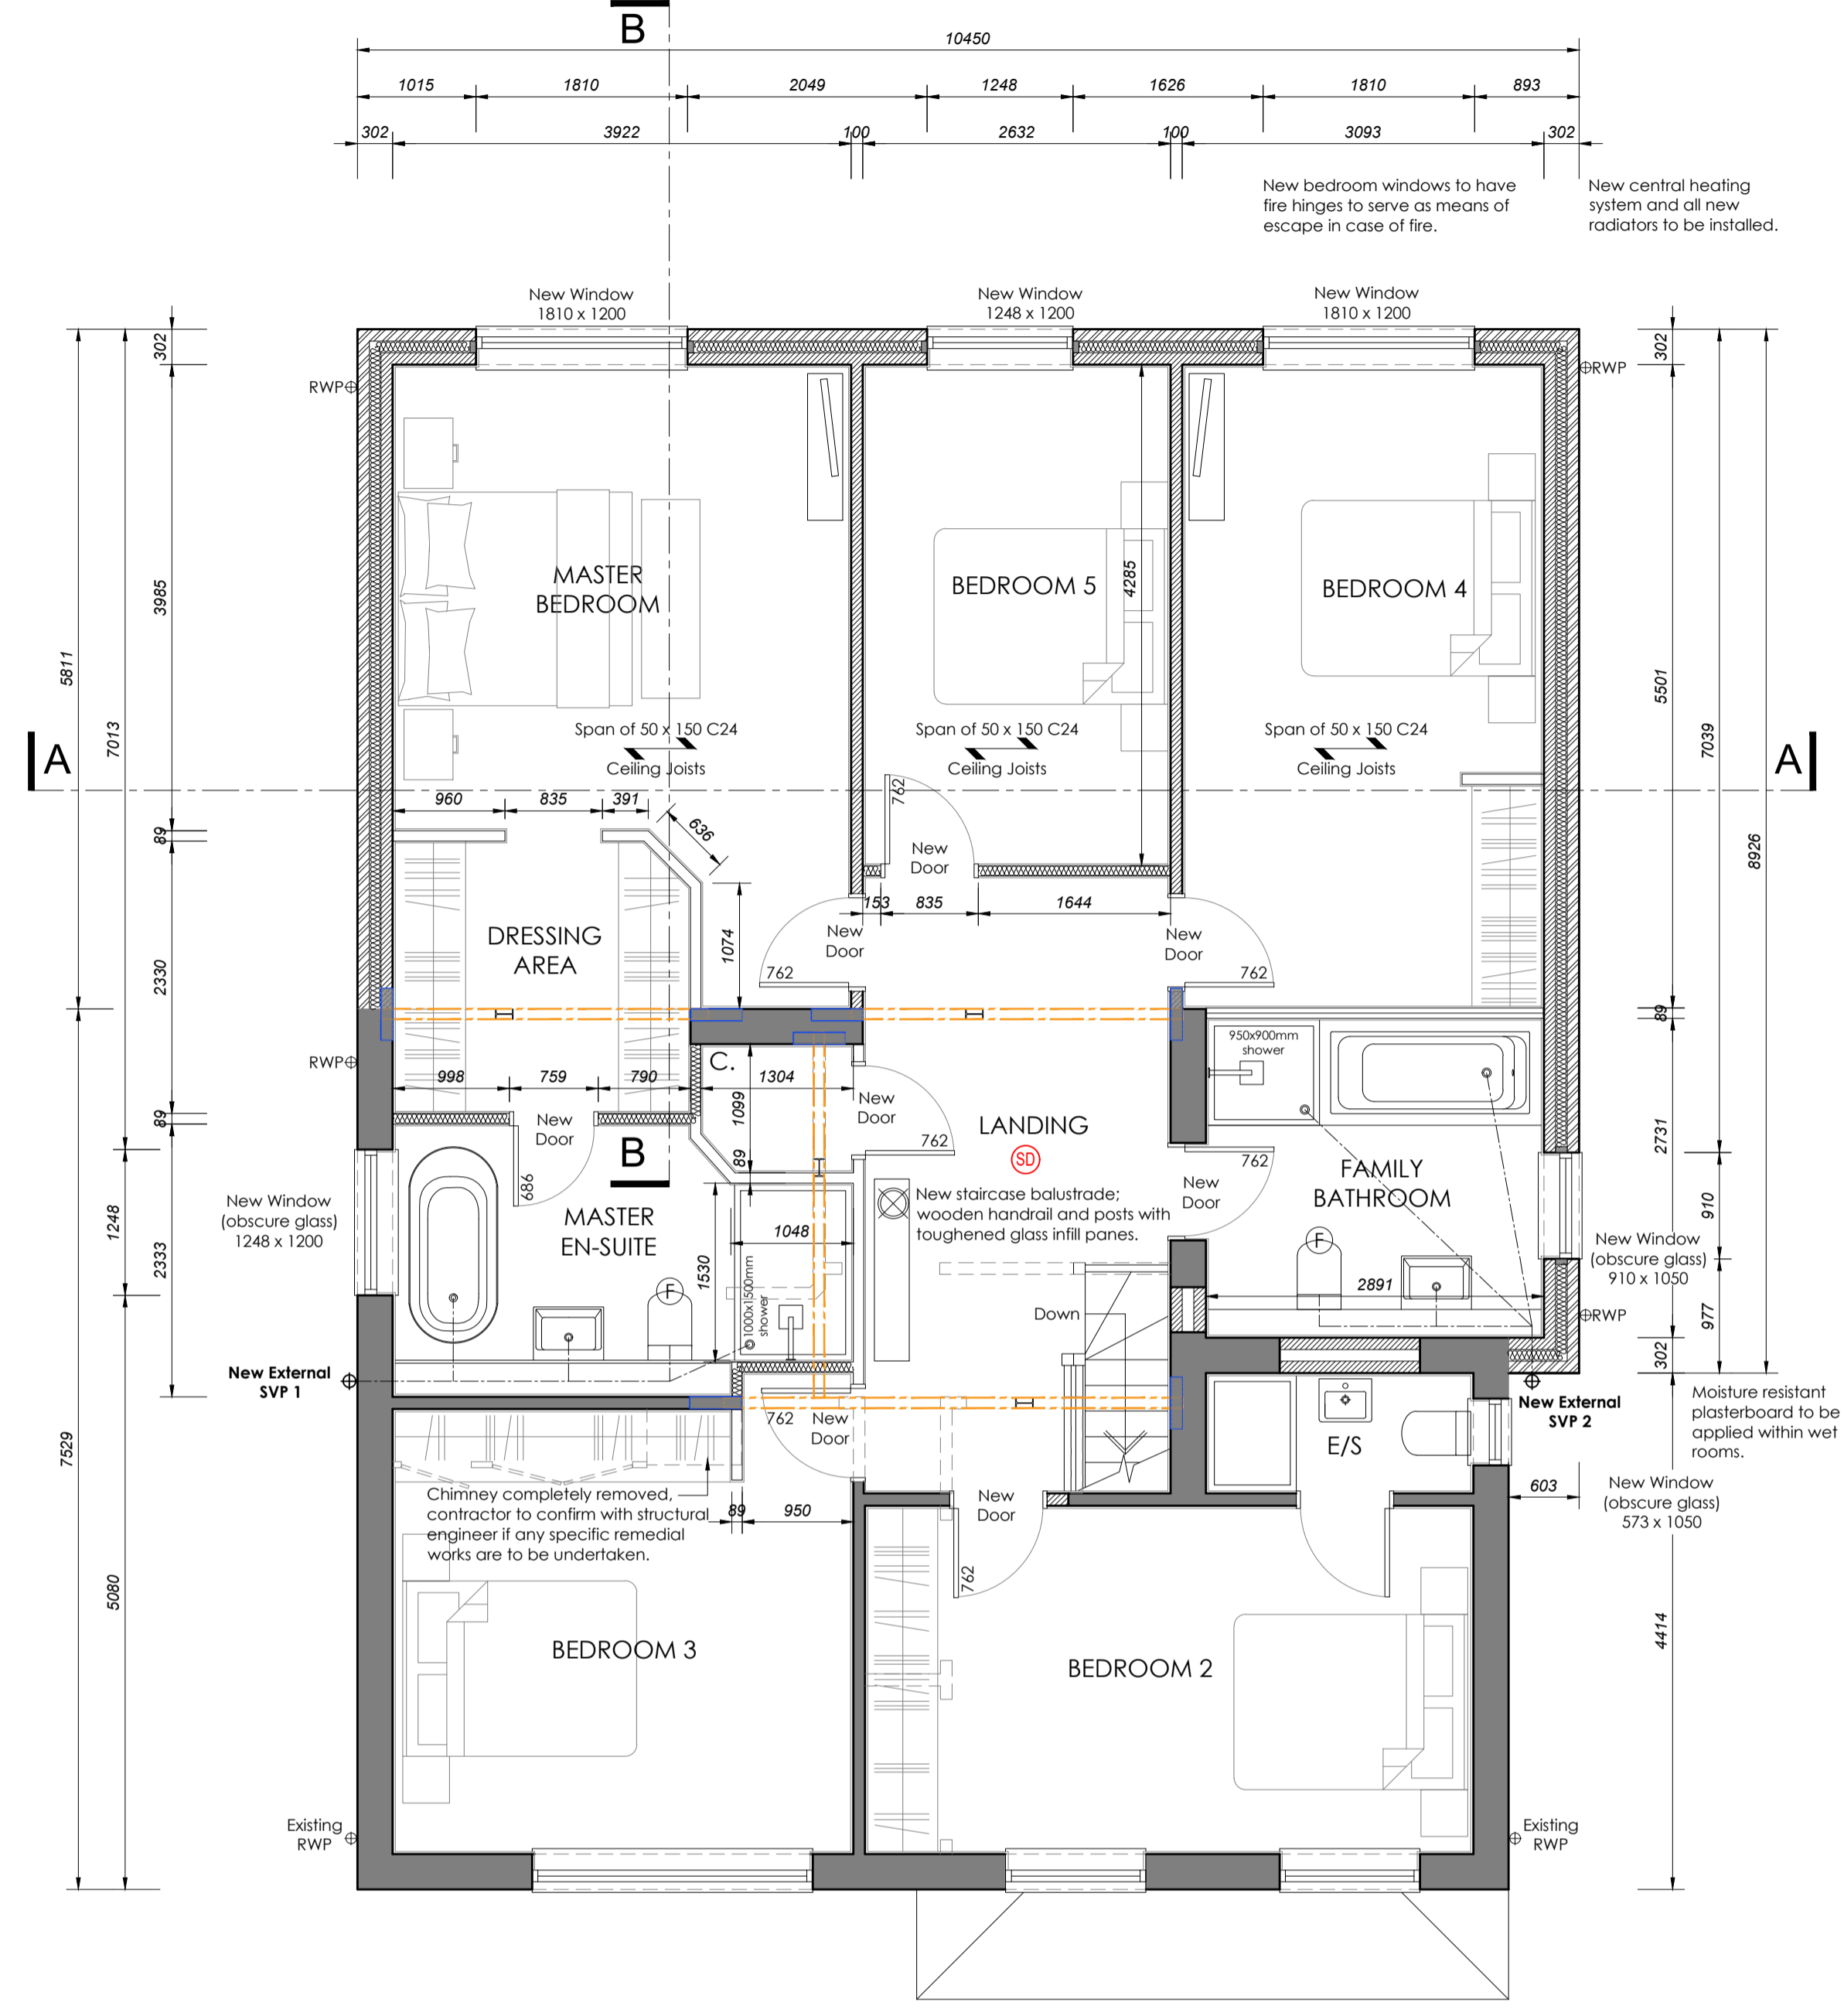 B
10450
1015
1810
2049
1248
1626
1810
893
302
3922
100
2632
100
3093
302
New bedroom windows to have
fire hinges to serve as means of
escape in case of fire.
New central heating
system and all new
radiators to be installed.
New Window
1810 x 1200
New Window
1248 x 1200
New Window
1810 x 1200
302
302
RWP
RWP
MASTER
BEDROOM
BEDROOM 5
4285
BEDROOM 4
3985
5811
7013
5501
7039
8926
Span of 50 x 150 C24
Ceiling Joists
Span of 50 x 150 C24
Ceiling Joists
Span of 50 x 150 C24
Ceiling Joists
A
A
960
835
391
636
762
New
Door
89
153
835
1644
DRESSING
AREA
1074
New
Door
762
New
Door
762
2330
89
RWP
998
759
790
C.
1304
1099
89
New
Door
762
950x900mm
shower
89
New
Door
686
B
LANDING
SD
New staircase balustrade;
wooden handrail and posts with
toughened glass infill panes.
762
New
Door
FAMILY
BATHROOM
2731
910
New Window
(obscure glass)
1248 x 1200
1248
2333
MASTER
EN-SUITE
1048
1530
1000x1500mm
shower
F
F
2891
New Window
(obscure glass)
910 x 1050
RWP
977
302
Down
New External
SVP 1
New External
SVP 2
Moisture resistant
plasterboard to be
applied within wet
rooms.
762
New
Door
E/S
7529
Chimney completely removed,
contractor to confirm with structural
engineer if any specific remedial
works are to be undertaken.
89
950
New
Door
762
603
New Window
(obscure glass)
573 x 1050
5080
4414
BEDROOM 3
BEDROOM 2
Existing
RWP
Existing
RWP